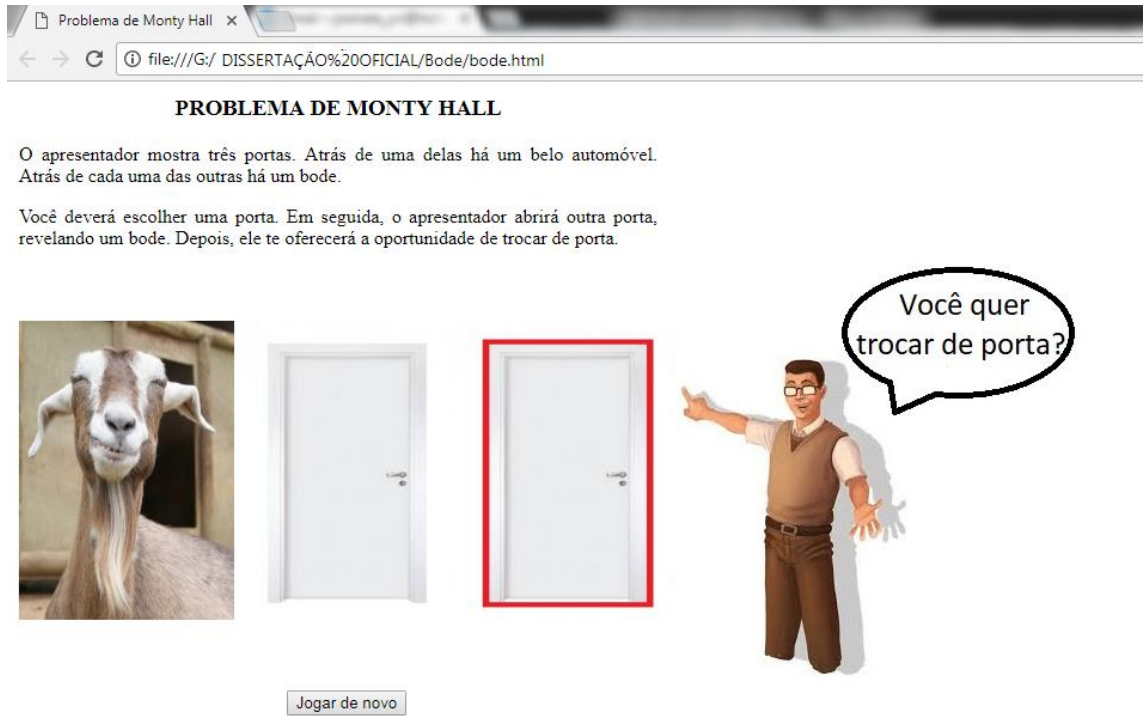 Problema de Monty Hall
file:///G:/ DISSERTAÇÃO%20OFICIAL/Bode/bode.html
PROBLEMA DE MONTY HALL
O apresentador mostra três portas. Atrás de uma delas há um belo automóvel.
Atrás de cada uma das outras há um bode.
Você deverá escolher uma porta. Em seguida, o apresentador abrirá outra porta,
revelando um bode. Depois, ele te oferecerá a oportunidade de trocar de porta.
Você quer
trocar de porta?
Jogar de novo